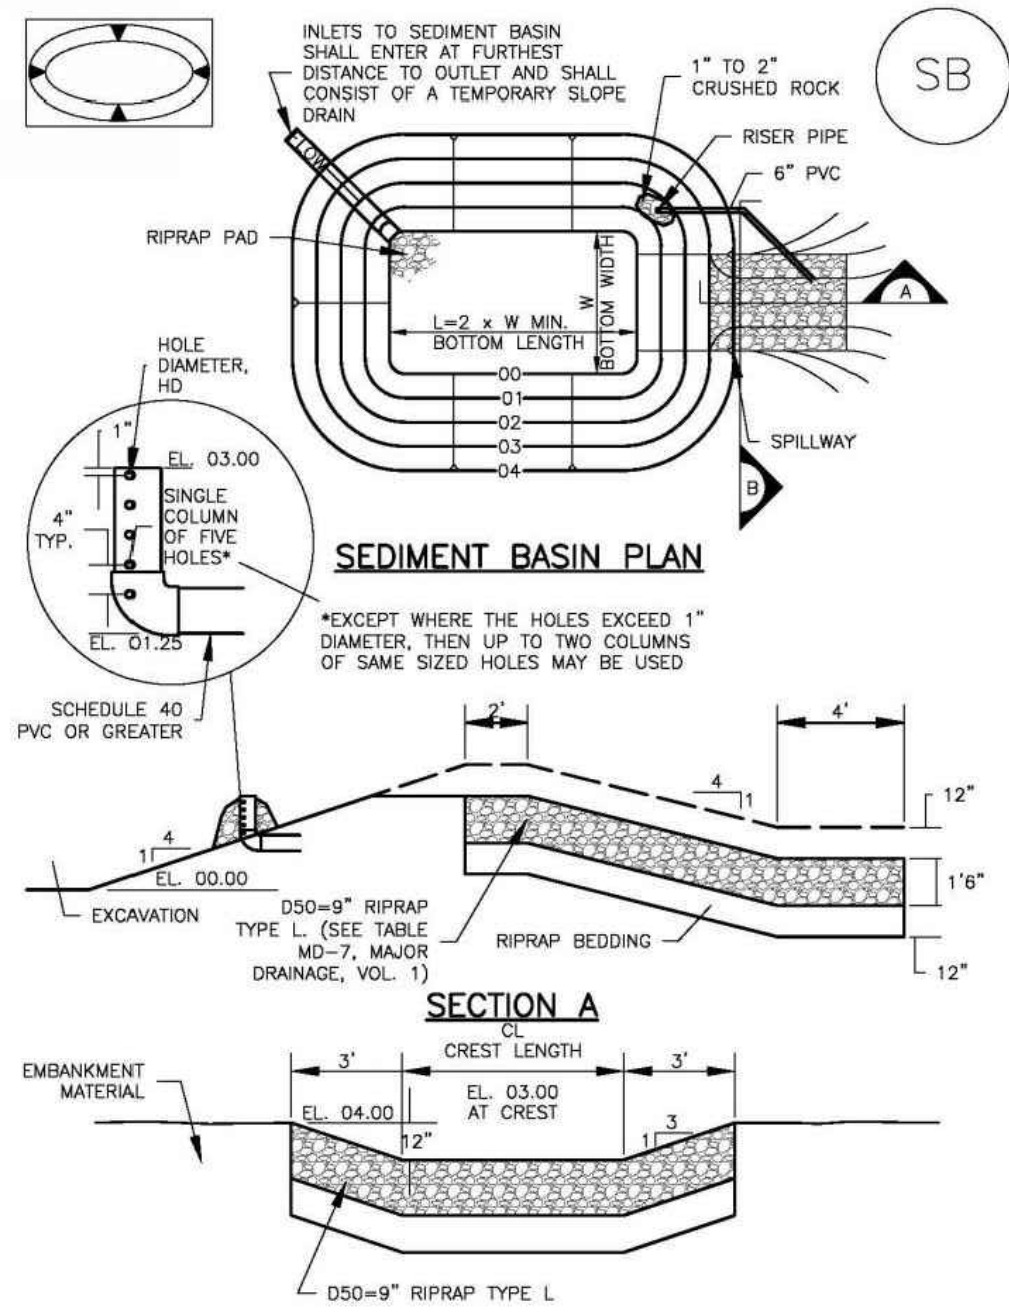 INLETS TO SEDIMENT BASIN
SHALL ENTER AT FURTHEST
DISTANCE TO OUTLET AND SHALL
CONSIST OF A TEMPORARY SLOPE
DRAIN
1" TO 2"
CRUSHED ROCK
SB
RISER PIPE
6" PVC
FLOW
RIPRAP PAD
W
BOTTOM WIDTH
L=2 x W MIN.
BOTTOM LENGTH
A
00
01
02
03
04
SPILLWAY
B
HOLE
DIAMETER,
HD
1"
EL. 03.00
4"
TYP.
SINGLE
COLUMN
OF FIVE
HOLES*
EL. 01.25
SEDIMENT BASIN PLAN
*EXCEPT WHERE THE HOLES EXCEED 1"
DIAMETER, THEN UP TO TWO COLUMNS
OF SAME SIZED HOLES MAY BE USED
SCHEDULE 40
PVC OR GREATER
2'
4'
4
1
12"
4
1
EL. 00.00
EXCAVATION
1'6"
D50=9" RIPRAP
TYPE L. (SEE TABLE
MD-7, MAJOR
DRAINAGE, VOL. 1)
RIPRAP BEDDING
12"
SECTION A
CL
CREST LENGTH
EMBANKMENT
MATERIAL
3'
3'
EL. 03.00
AT CREST
EL. 04.00
12"
3
1
D50=9" RIPRAP TYPE L